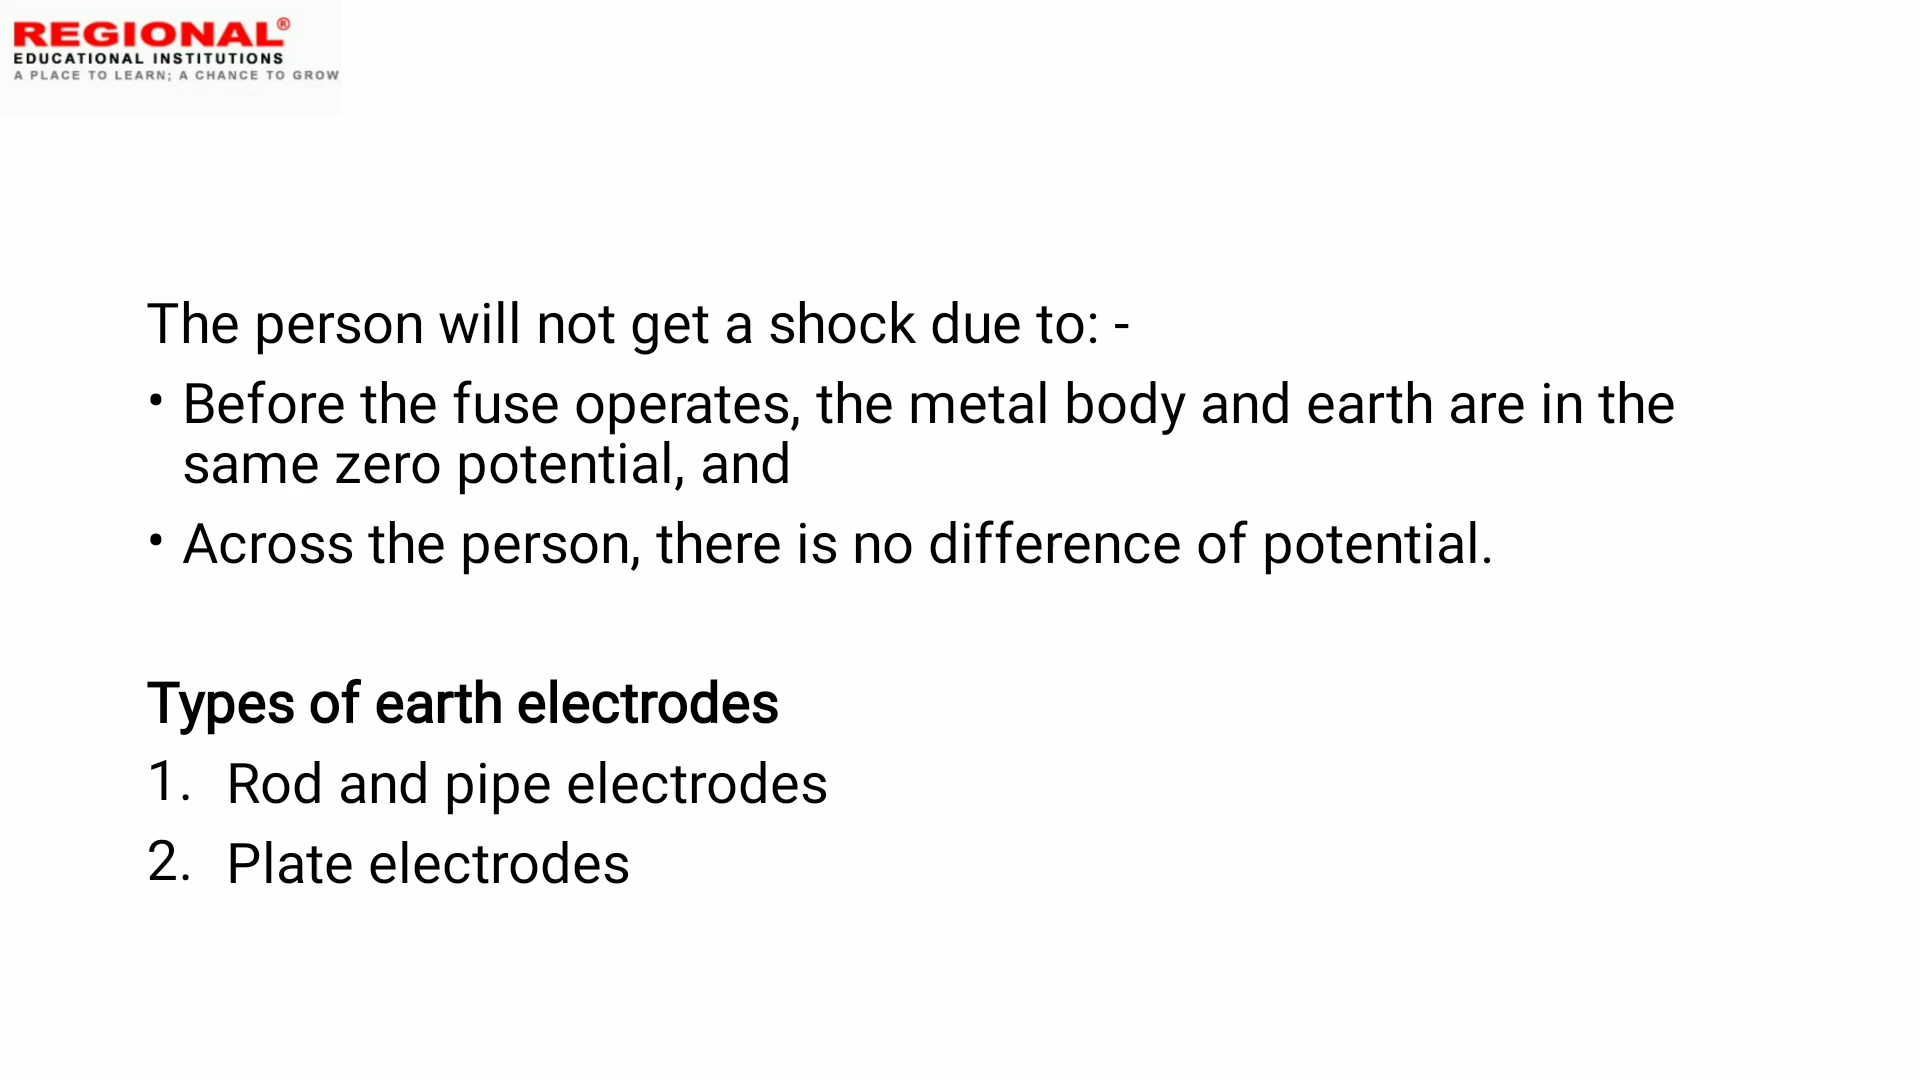 REGIONAL®
EDUCATIONAL INSTITUTIONS
A PLACE TO LEARN; A CHANCE TO GROW
The person will not get a shock due to: -
• Before the fuse operates, the metal body and earth are in the
same zero potential, and
• Across the person, there is no difference of potential.
Types of earth electrodes
1. Rod and pipe electrodes
2. Plate electrodes